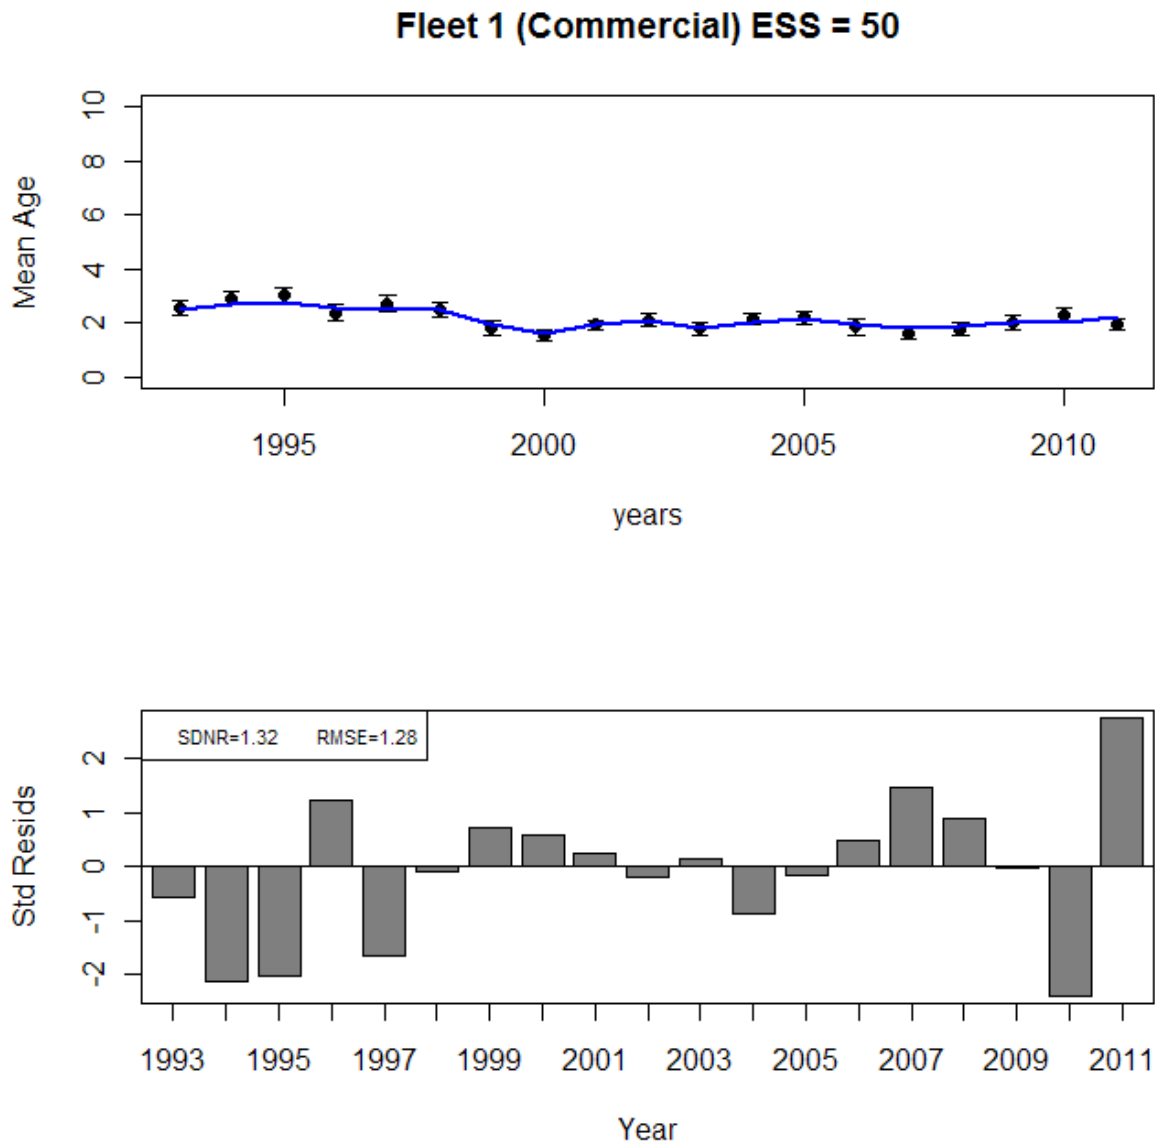 Fleet 1 (Commercial) ESS = 50
Mean Age
10
8
6
4
2
0
1995 2000 2005 2010
years
SDNR=1.32 RMSE=1.28
Std Resids
2
1
0
-1
-2
1993 1995 1997 1999 2001 2003 2005 2007 2009 2011
Year